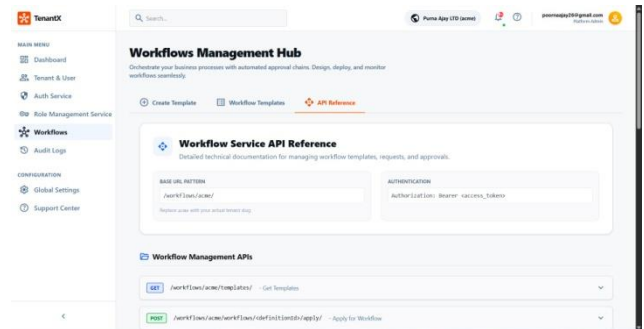 TenantX
Search...
Purna Ajay LTD (acme)
poornaajay20@gmail.com
Platform Admin
MAIN MENU
Dashboard
Tenant & User
Auth Service
Role Management Service
Workflows
Audit Logs
CONFIGURATION
Global Settings
Support Center
Workflows Management Hub
Orchestrate your business processes with automated approval chains. Design, deploy, and monitor
workflows seamlessly.
Create Template
Workflow Templates
API Reference
Workflow Service API Reference
Detailed technical documentation for managing workflow templates, requests, and approvals.
BASE URL PATTERN
/workflows/acme/
Replace acme with your actual tenant slug.
AUTHENTICATION
Authorization: Bearer <access_token>
Workflow Management APIs
GET /workflows/acme/templates/ - Get Templates
POST /workflows/acme/workflows/<definitionId>/apply/ - Apply for Workflow